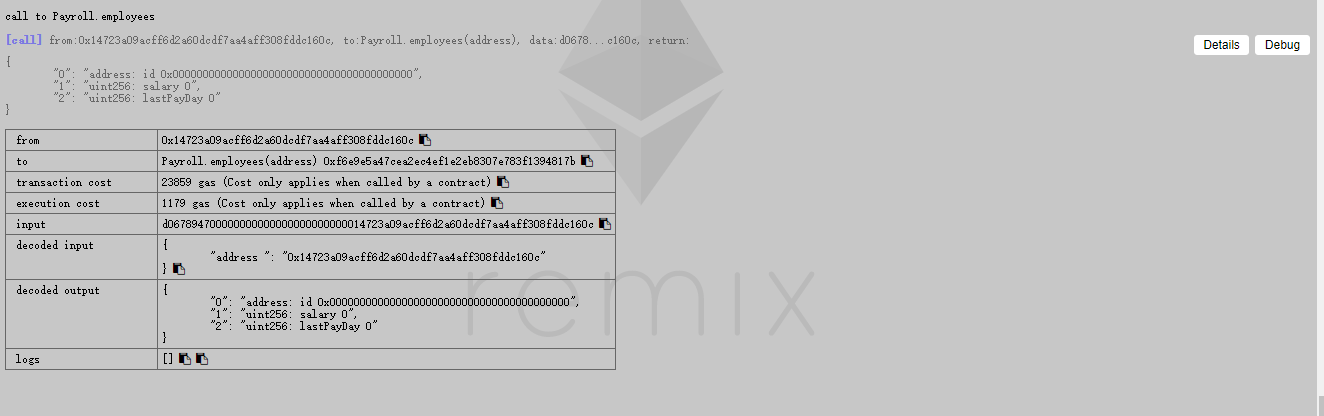 call to Payroll.employees
[call] from:0x14723a09acff6d2a60dcdf7aa4aff308fddc160c, to:Payroll.employees(address), data:d0678...c160c, return:
Details Debug
{
"0": "address: id 0x0000000000000000000000000000000000000000",
"1": "uint256: salary 0",
"2": "uint256: lastPayDay 0"
}
from 0x14723a09acff6d2a60dcdf7aa4aff308fddc160c
to Payroll.employees(address) 0xf6e9e5a47cea2ec4ef1e2eb8307e783f1394817b
transaction cost 23859 gas (Cost only applies when called by a contract)
execution cost 1179 gas (Cost only applies when called by a contract)
input d067894700000000000000000000000014723a09acff6d2a60dcdf7aa4aff308fddc160c
decoded input {
"address ": "0x14723a09acff6d2a60dcdf7aa4aff308fddc160c"
}
decoded output {
"0": "address: id 0x0000000000000000000000000000000000000000",
"1": "uint256: salary 0",
"2": "uint256: lastPayDay 0"
}
logs []
remix